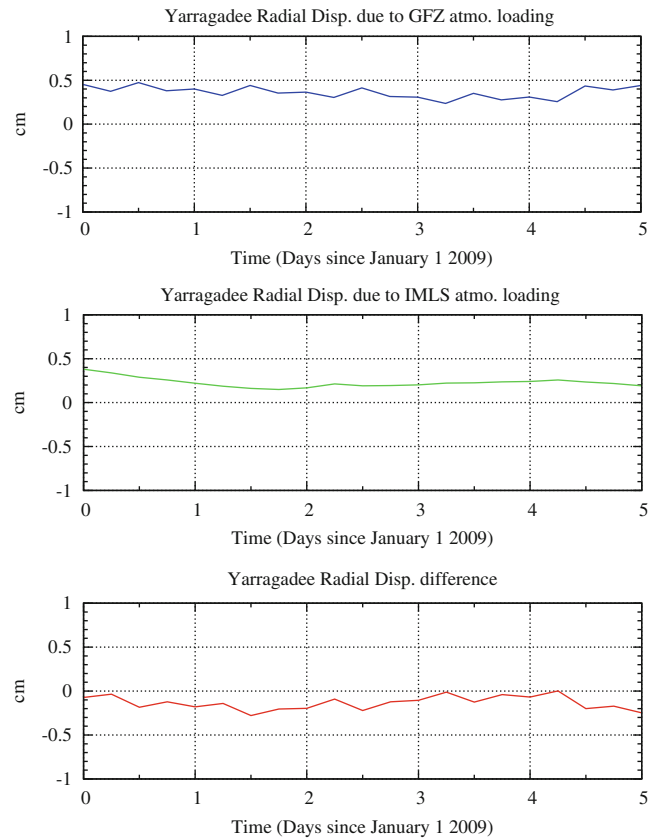 Yarragadee Radial Disp. due to GFZ atmo. loading
1
0.5
0
-0.5
-1
cm
0 1 2 3 4 5
Time (Days since January 1 2009)
Yarragadee Radial Disp. due to IMLS atmo. loading
1
0.5
0
-0.5
-1
cm
0 1 2 3 4 5
Time (Days since January 1 2009)
Yarragadee Radial Disp. difference
1
0.5
-0
-0.5
-1
cm
0 1 2 3 4 5
Time (Days since January 1 2009)